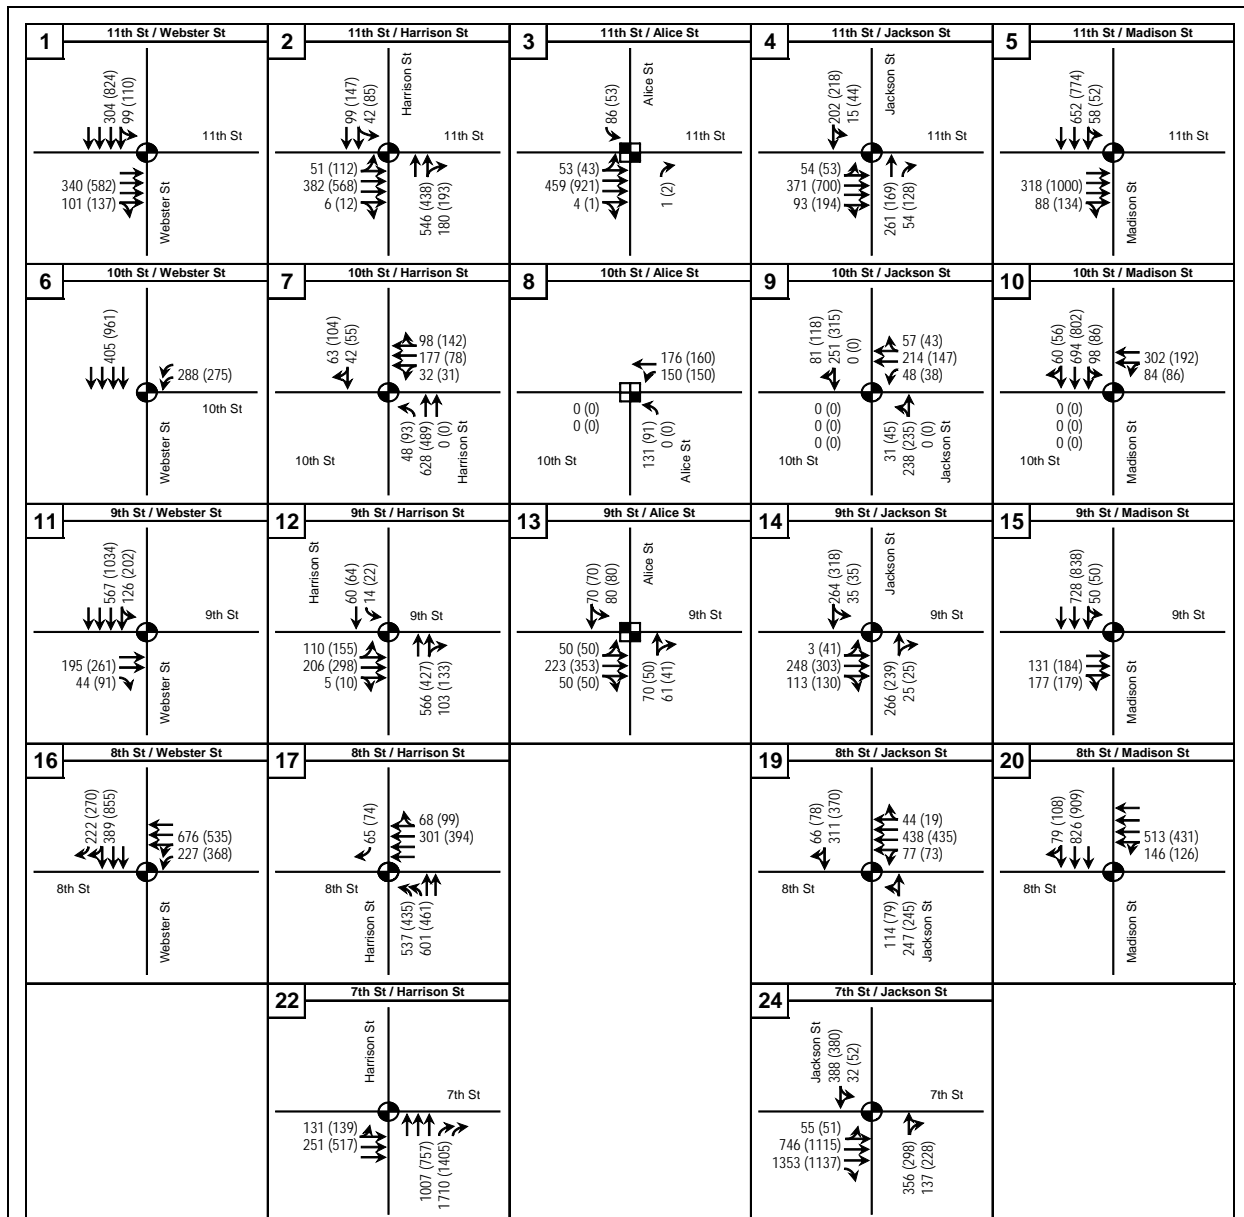 1
11th St / Webster St
304 (824)
99 (110)
11th St
340 (582)
101 (137)
Webster St
2
11th St / Harrison St
99 (147)
42 (85)
Harrison St
11th St
51 (112)
382 (568)
6 (12)
546 (438)
180 (193)
3
11th St / Alice St
86 (53)
Alice St
11th St
53 (43)
459 (921)
4 (1)
1 (2)
4
11th St / Jackson St
202 (218)
15 (44)
Jackson St
11th St
54 (53)
371 (700)
93 (194)
261 (169)
54 (128)
5
11th St / Madison St
652 (774)
58 (52)
11th St
318 (1000)
88 (134)
Madison St
6
10th St / Webster St
405 (961)
288 (275)
10th St
Webster St
7
10th St / Harrison St
63 (104)
42 (55)
98 (142)
177 (78)
32 (31)
10th St
48 (93)
628 (489)
0 (0)
Harrison St
8
10th St / Alice St
176 (160)
150 (150)
0 (0)
0 (0)
10th St
131 (91)
0 (0)
Alice St
9
10th St / Jackson St
81 (118)
251 (315)
0 (0)
57 (43)
214 (147)
48 (38)
0 (0)
0 (0)
0 (0)
10th St
31 (45)
238 (235)
0 (0)
Jackson St
10
10th St / Madison St
60 (56)
694 (802)
98 (86)
302 (192)
84 (86)
0 (0)
0 (0)
0 (0)
10th St
Madison St
11
9th St / Webster St
567 (1034)
126 (202)
9th St
195 (261)
44 (91)
Webster St
12
9th St / Harrison St
Harrison St
60 (64)
14 (22)
9th St
110 (155)
206 (298)
5 (10)
566 (427)
103 (133)
13
9th St / Alice St
70 (70)
80 (80)
Alice St
9th St
50 (50)
223 (353)
50 (50)
70 (50)
61 (41)
14
9th St / Jackson St
264 (318)
35 (35)
Jackson St
9th St
3 (41)
248 (303)
113 (130)
266 (239)
25 (25)
15
9th St / Madison St
728 (838)
50 (50)
9th St
131 (184)
177 (179)
Madison St
16
8th St / Webster St
222 (270)
389 (855)
676 (535)
227 (368)
8th St
Webster St
17
8th St / Harrison St
65 (74)
68 (99)
301 (394)
8th St
Harrison St
537 (435)
601 (461)
19
8th St / Jackson St
66 (78)
311 (370)
44 (19)
438 (435)
77 (73)
8th St
114 (79)
247 (245)
Jackson St
20
8th St / Madison St
79 (108)
826 (909)
513 (431)
146 (126)
8th St
Madison St
22
7th St / Harrison St
Harrison St
7th St
131 (139)
251 (517)
1007 (757)
1710 (1405)
24
7th St / Jackson St
Jackson St
388 (380)
32 (52)
7th St
55 (51)
746 (1115)
1353 (1137)
356 (298)
137 (228)